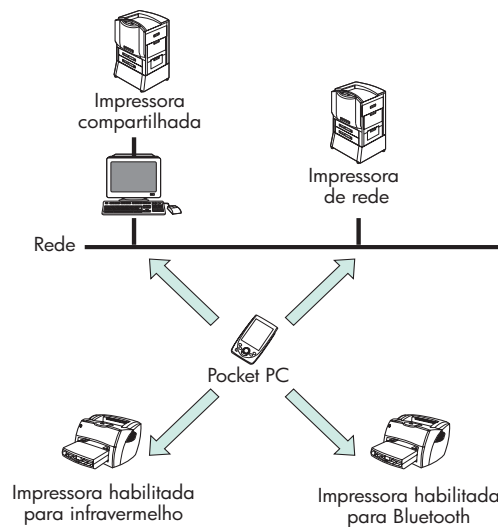 Impressora
compartilhada
Impressora
de rede
Rede
Pocket PC
Impressora habilitada
para infravermelho
Impressora habilitada
para Bluetooth